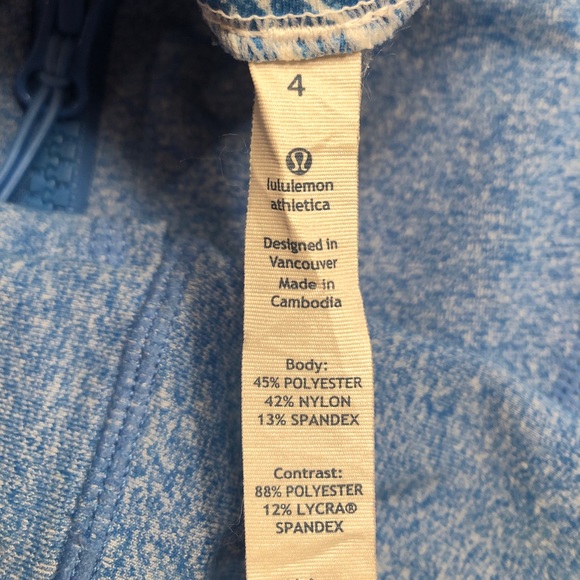 4
lululemon
athletica
Designed in
Vancouver
Made in
Cambodia
Body:
45% POLYESTER
42% NYLON
13% SPANDEX
Contrast:
88% POLYESTER
12% LYCRA®
SPANDEX